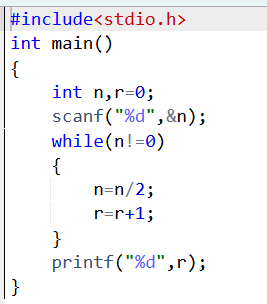 #include<stdio.h>
int main()
{
    int n,r=0;
    scanf("%d",&n);
    while(n!=0)
    {
        n=n/2;
        r=r+1;
    }
    printf("%d",r);
}